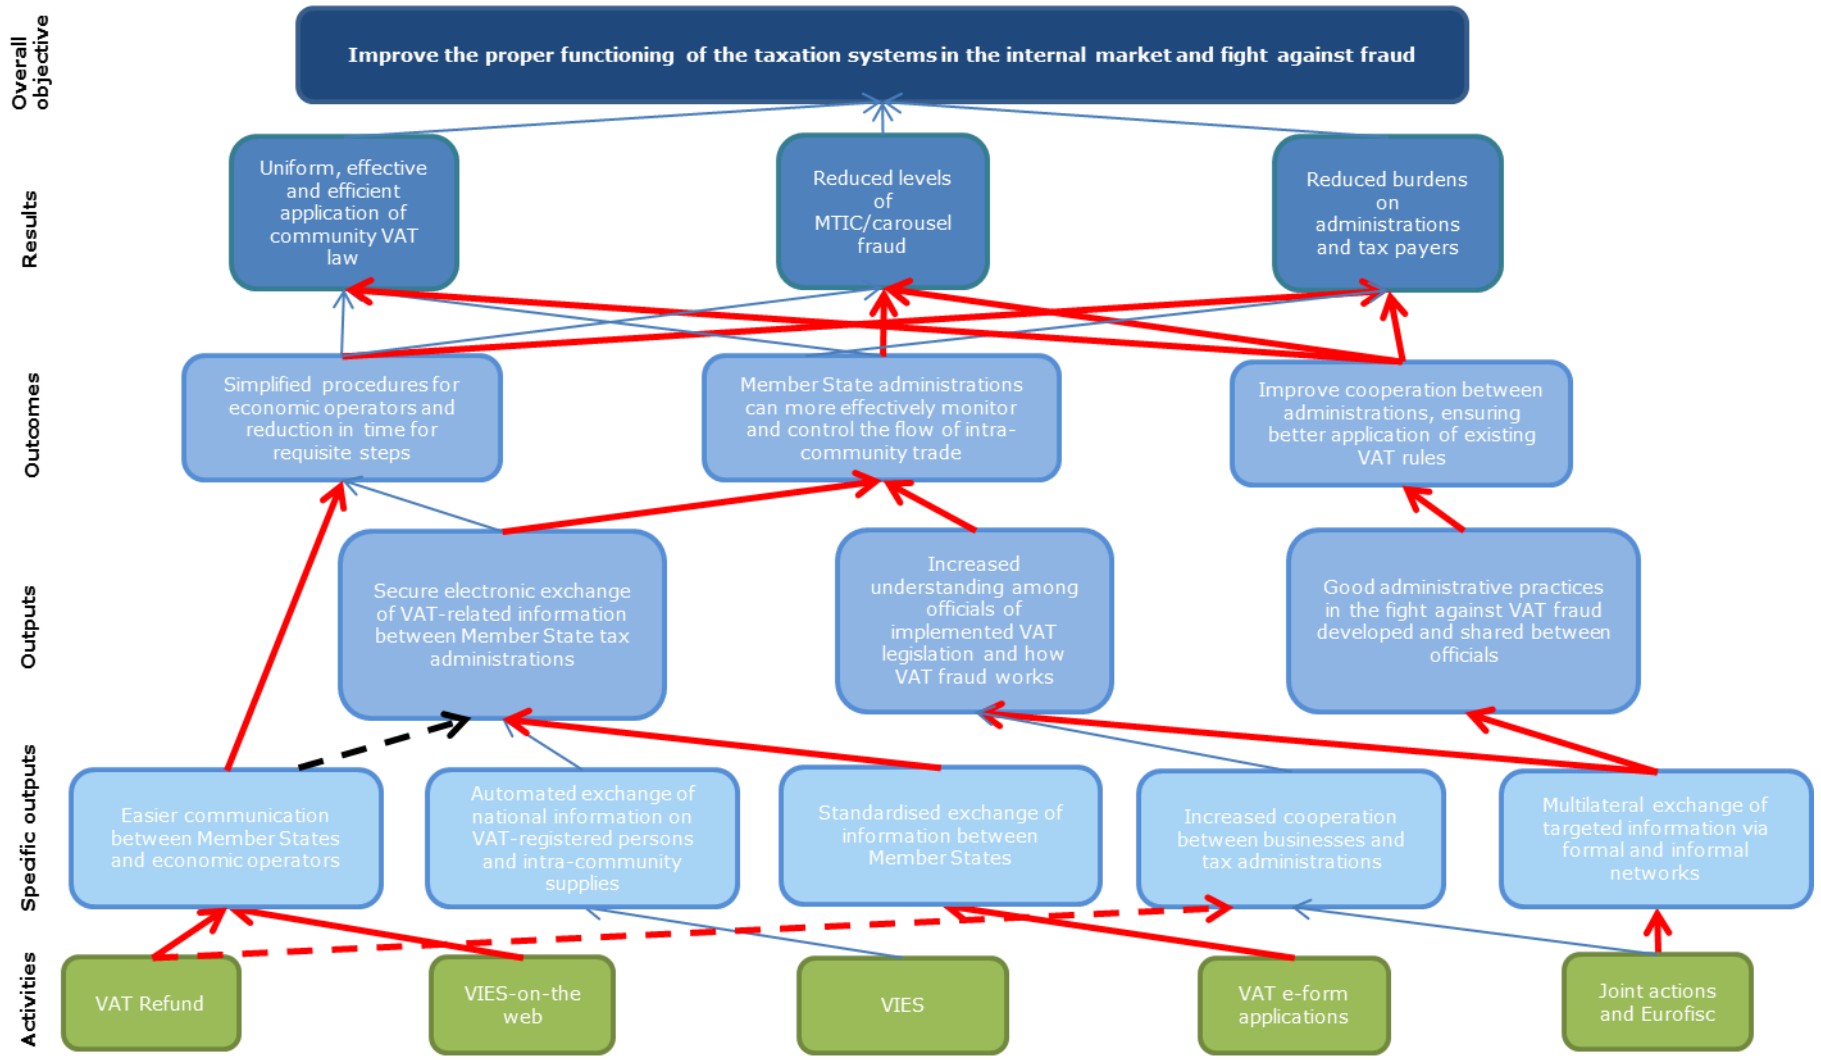 Overall
objective
Improve the proper functioning of the taxation systems in the internal market and fight against fraud
Results
Uniform, effective
and efficient
application of
community VAT
law
Reduced levels
of
MTIC/carousel
fraud
Reduced burdens
on
administrations
and tax payers
Outcomes
Simplified procedures for
economic operators and
reduction in time for
requisite steps
Member State administrations
can more effectively monitor
and control the flow of intra-
community trade
Improve cooperation between
administrations, ensuring
better application of existing
VAT rules
Outputs
Secure electronic exchange
of VAT-related information
between Member State tax
administrations
Increased
understanding among
officials of
implemented VAT
legislation and how
VAT fraud works
Good administrative practices
in the fight against VAT fraud
developed and shared between
officials
Specific outputs
Easier communication
between Member States
and economic operators
Automated exchange of
national information on
VAT-registered persons
and intra-community
supplies
Standardised exchange of
information between
Member States
Increased cooperation
between businesses and
tax administrations
Multilateral exchange of
targeted information via
formal and informal
networks
Activities
VAT Refund
VIES-on-the
web
VIES
VAT e-form
applications
Joint actions
and Eurofisc